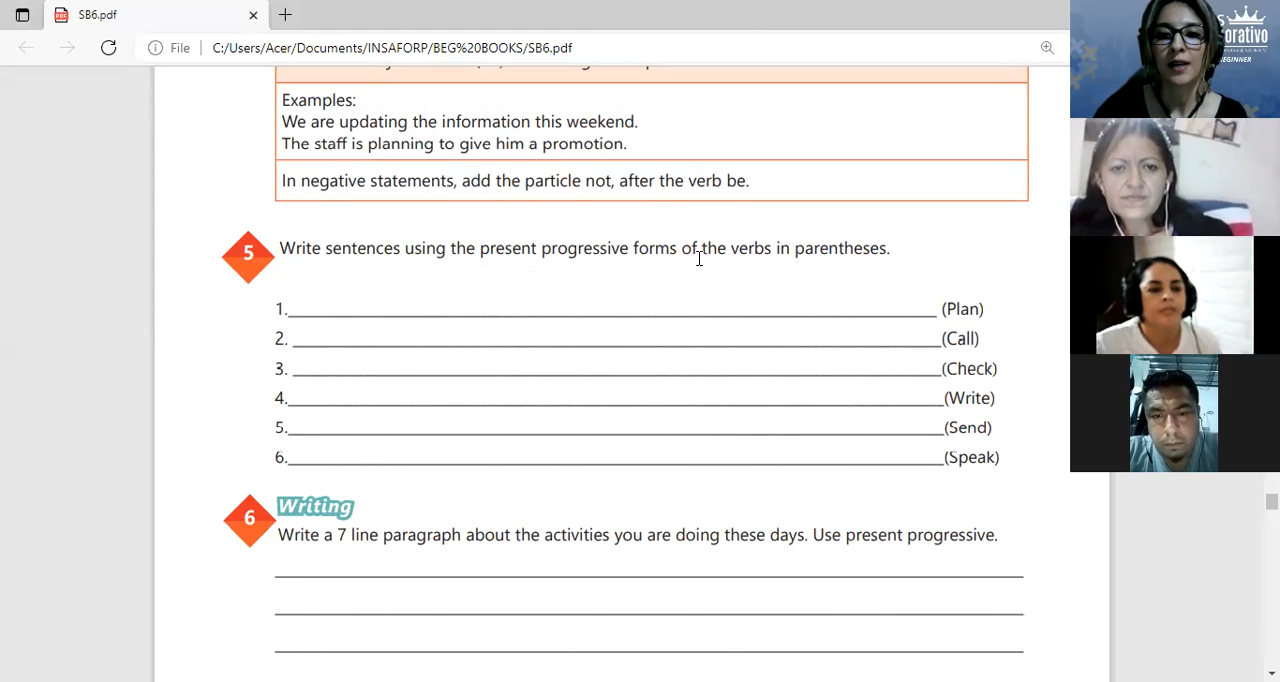 SB6.pdf
File
C:/Users/Acer/Documents/INSAFORP/BEG%20BOOKS/SB6.pdf
orativo
BEGINNER
Examples:
We are updating the information this weekend.
The staff is planning to give him a promotion.
In negative statements, add the particle not, after the verb be.
5 Write sentences using the present progressive forms of the verbs in parentheses.
1. (Plan)
2. (Call)
3. (Check)
4. (Write)
5. (Send)
6. (Speak)
6 Writing
Write a 7 line paragraph about the activities you are doing these days. Use present progressive.